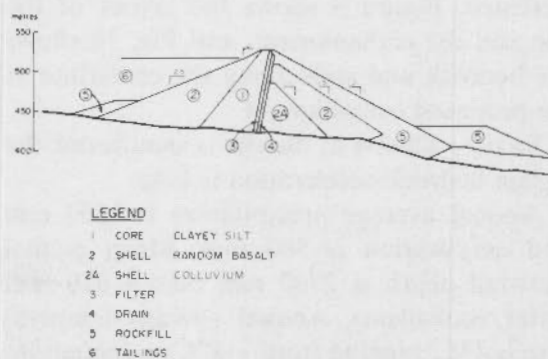 metres
550
500
450
400
6
5
2
1
2A
2
5
5
3
4
LEGEND
1 CORE CLAYEY SILT
2 SHELL RANDOM BASALT
2A SHELL COLLUVIUM
3 FILTER
4 DRAIN
5 ROCKFILL
6 TAILINGS